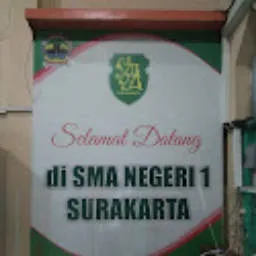 Selamat Datang
di SMA NEGERI 1
SURAKARTA